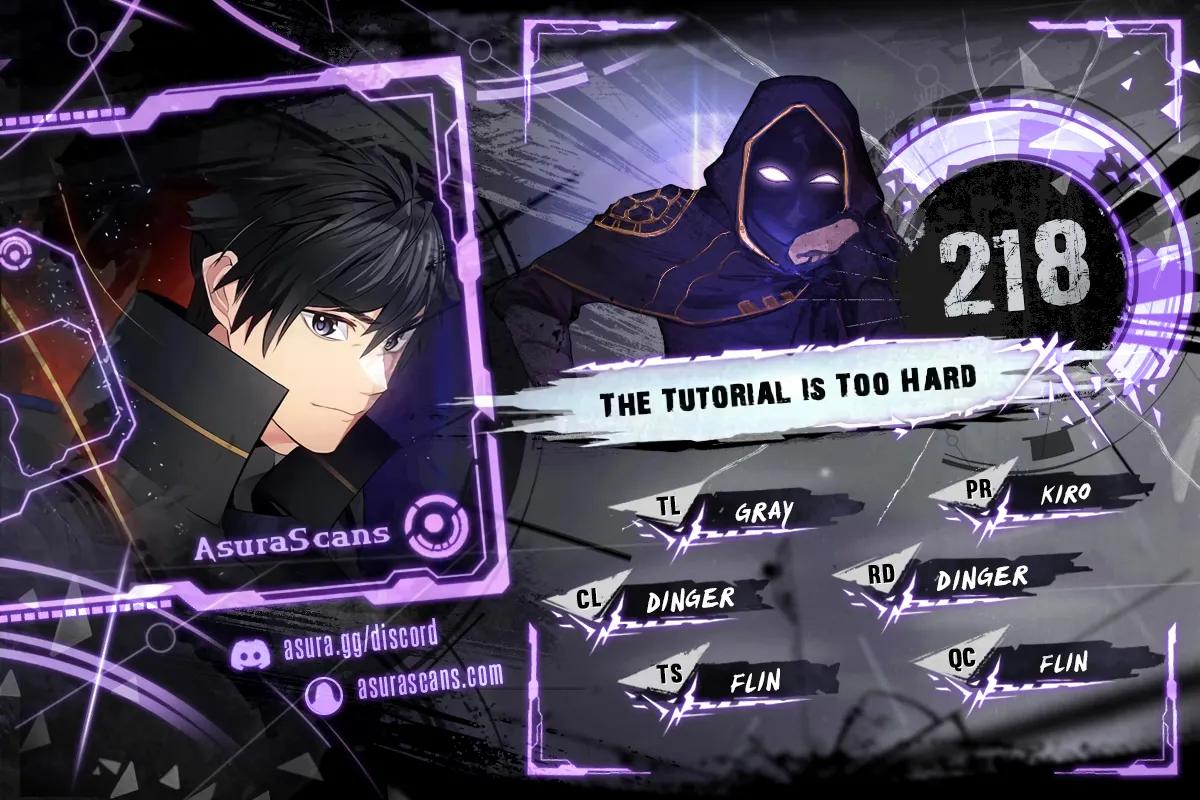 218
THE TUTORIAL IS TOO HARD
TL GRAY
PR KIRO
CL DINGER
RD DINGER
TS FLIN
QC FLIN
AsuraScans
asura.gg/discord
asurascans.com